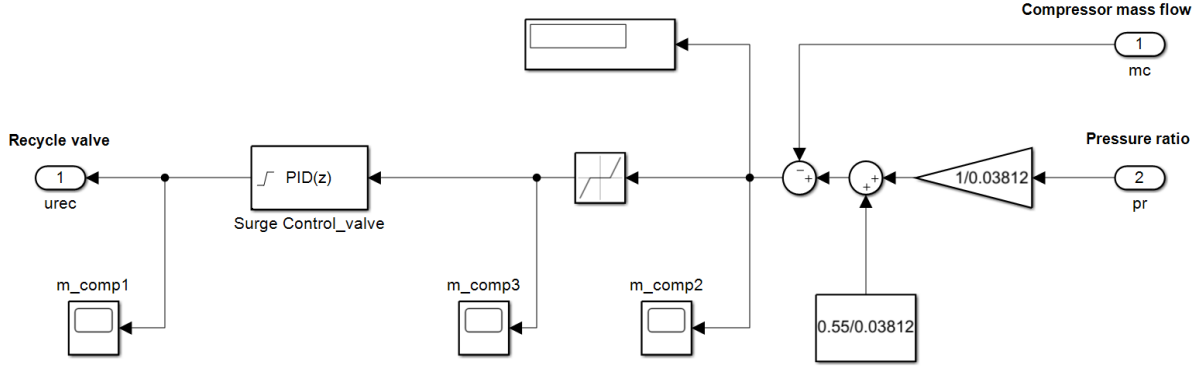 Compressor mass flow
1
mc
Pressure ratio
Recycle valve
−
+
+
+
1/0.03812
2
pr
1
urec
PID(z)
Surge Control_valve
m_comp1
m_comp3
m_comp2
0.55/0.03812